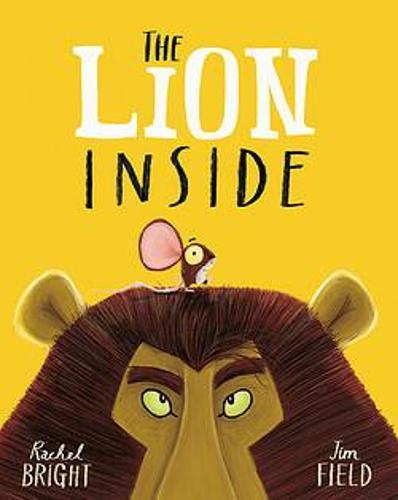 THE
LION
INSIDE
Rachel
BRIGHT
Jim
FIELD